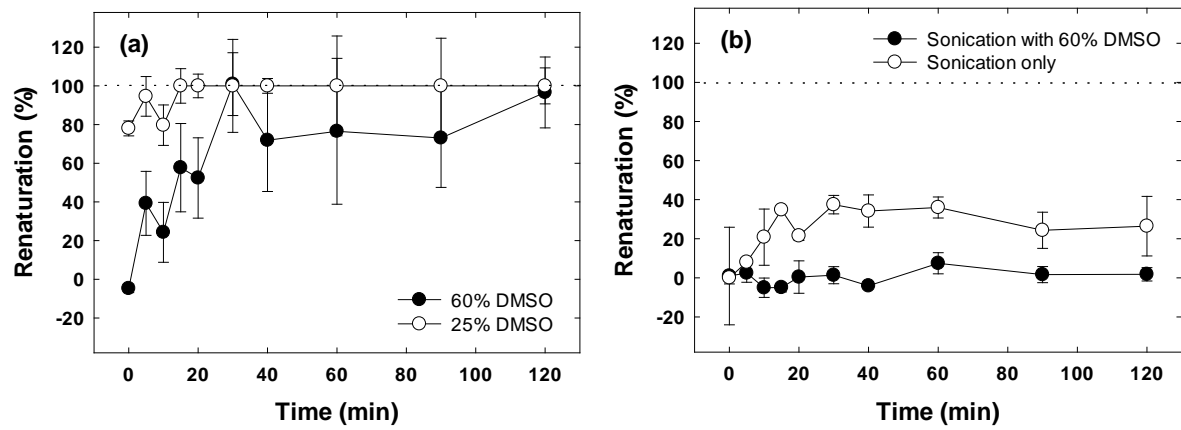 (a)
Renaturation (%)
120
100
80
60
40
20
0
-20
60% DMSO
25% DMSO
0 20 40 60 80 100 120
Time (min)
(b)
Renaturation (%)
120
100
80
60
40
20
0
-20
Sonication with 60% DMSO
Sonication only
0 20 40 60 80 100 120
Time (min)